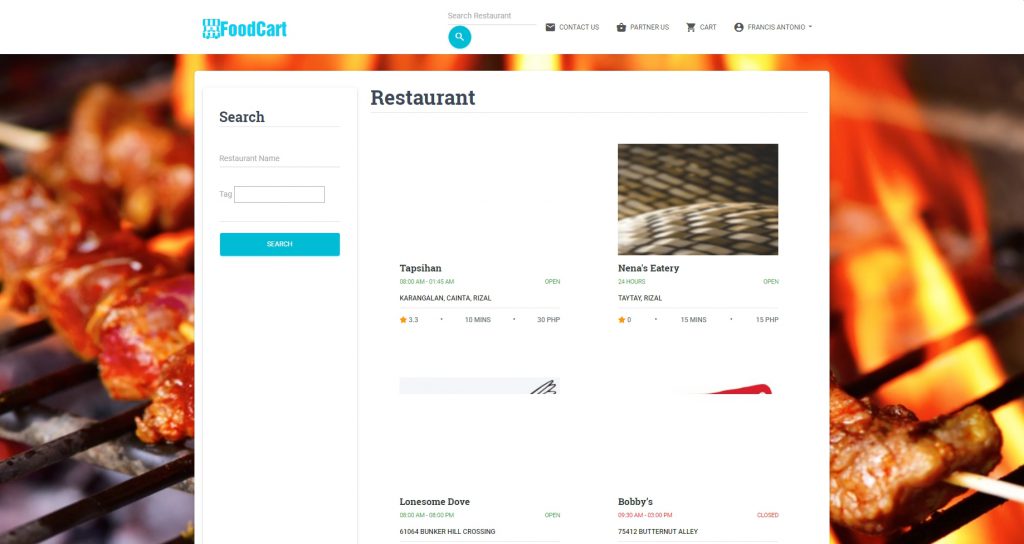 FoodCart
Search Restaurant
CONTACT US
PARTNER US
CART
FRANCIS ANTONIO
Search
Restaurant Name
Tag
SEARCH
Restaurant
Tapsihan
08:00 AM - 01:45 AM OPEN
KARANGALAN, CAINTA, RIZAL
3.3 • 10 MINS • 30 PHP
Nena's Eatery
24 HOURS OPEN
TAYTAY, RIZAL
0 • 15 MINS • 15 PHP
Lonesome Dove
08:00 AM - 08:00 PM OPEN
61064 BUNKER HILL CROSSING
Bobby's
09:30 AM - 03:00 PM CLOSED
75412 BUTTERNUT ALLEY